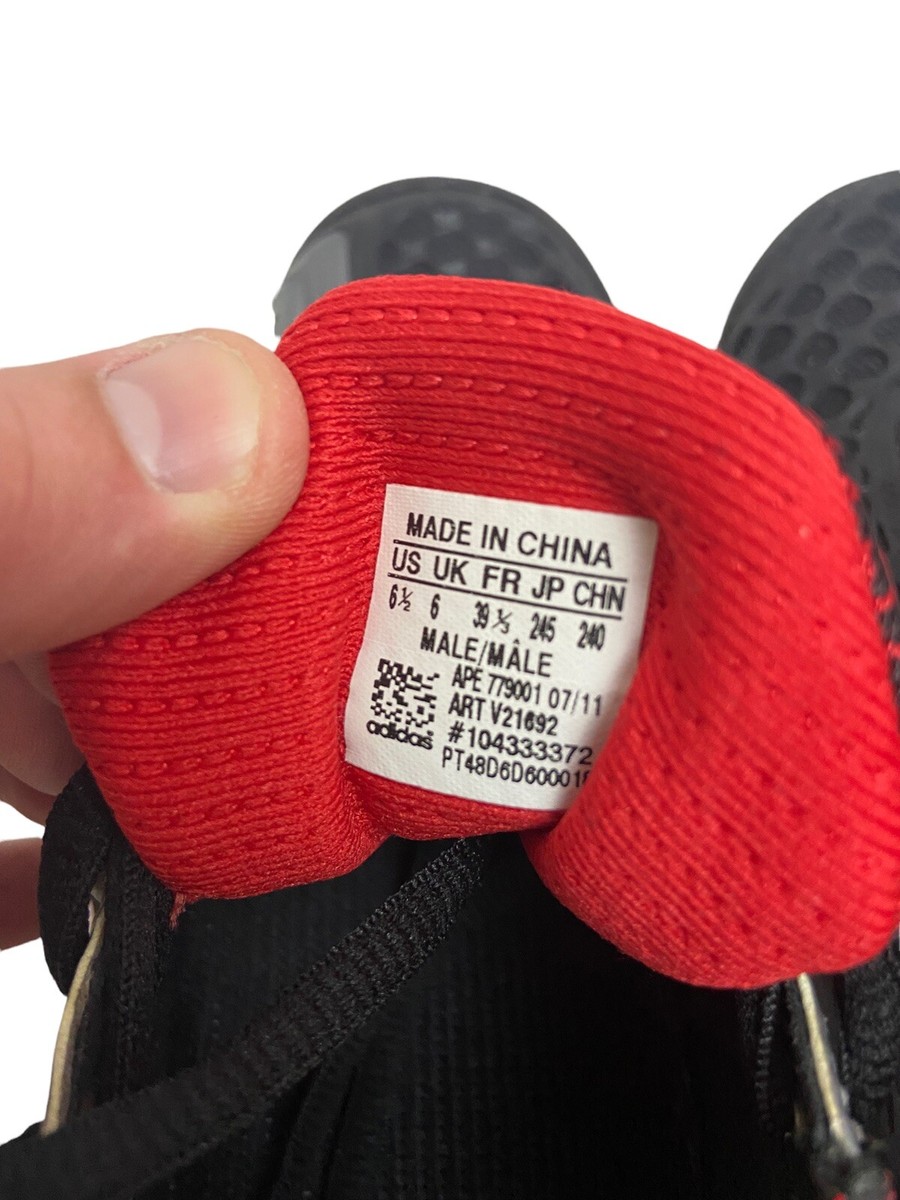 MADE IN CHINA
US UK FR JP CHN
6½ 6 39⅓ 245 240
MALE/MÂLE
APE 779001 07/11
ART V21692
#104333372
adidas
PT48D6D60001